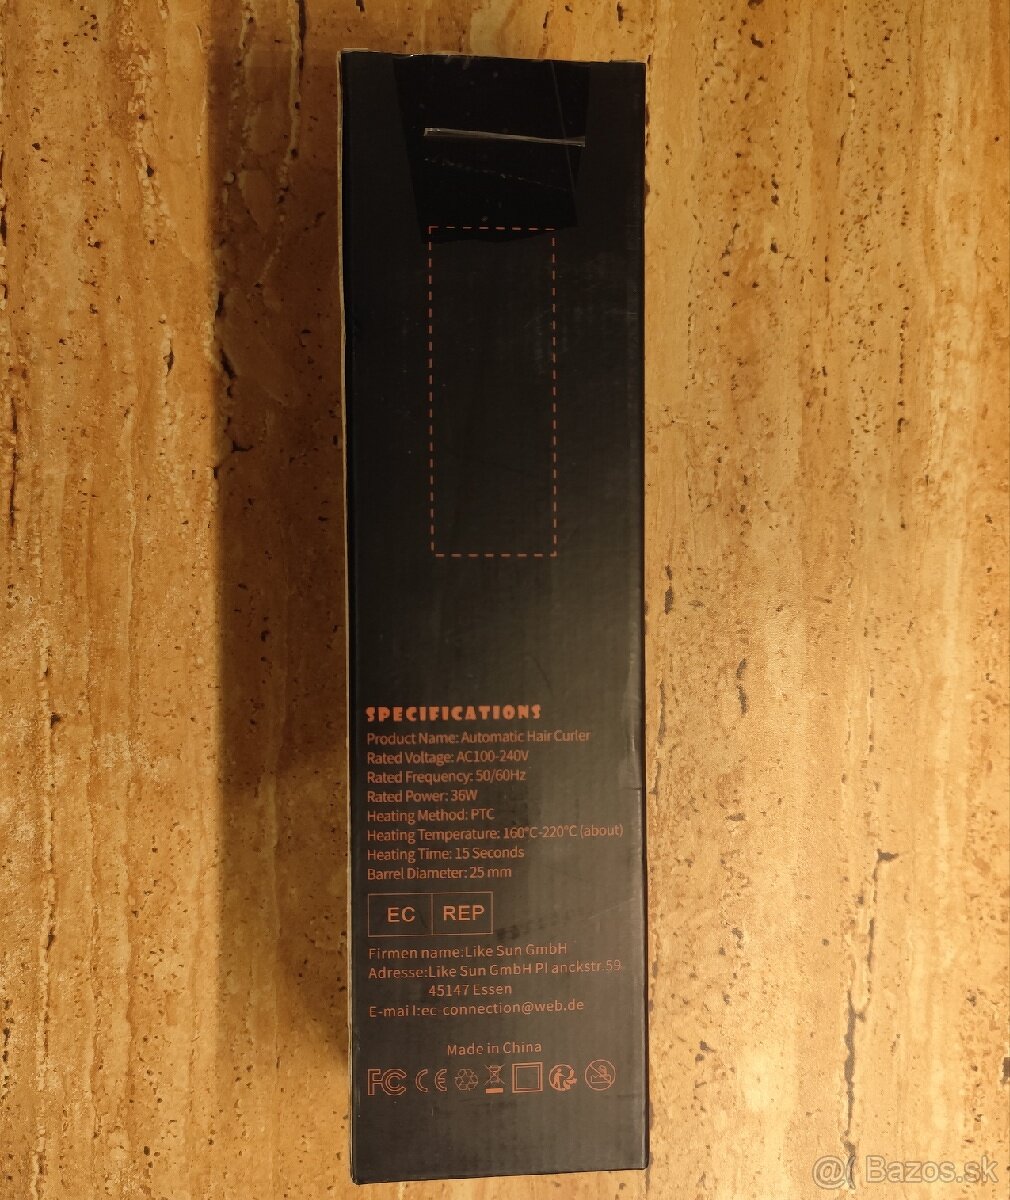 SPECIFICATIONS
Product Name: Automatic Hair Curler
Rated Voltage: AC100-240V
Rated Frequency: 50/60Hz
Rated Power: 36W
Heating Method: PTC
Heating Temperature: 160°C-220°C (about)
Heating Time: 15 Seconds
Barrel Diameter: 25 mm
EC REP
Firmen name:Like Sun GmbH
Adresse:Like Sun GmbH Pl anckstr.59
45147 Essen
E-mai l:ec-connection@web.de
Made in China
FC CE
@( Bazos.sk